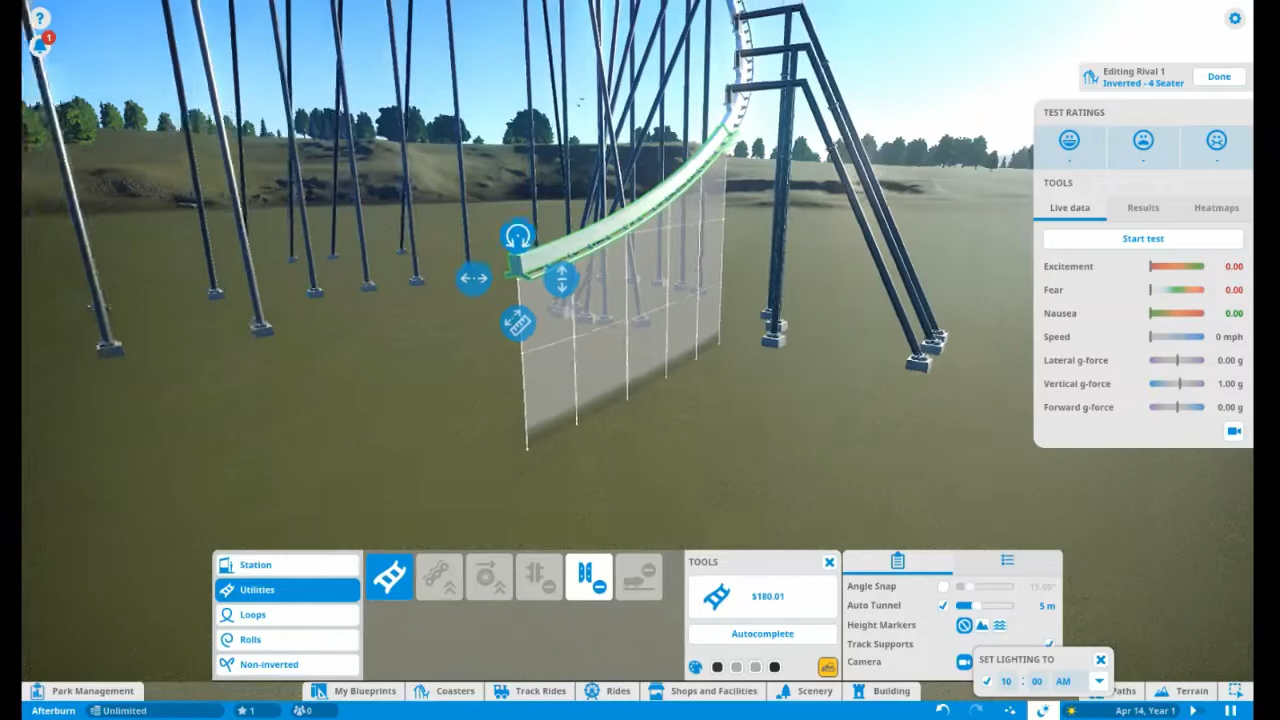 ?
1
Editing Rival 1
Inverted - 4 Seater
Done
TEST RATINGS
- - -
TOOLS
Live data Results Heatmaps
Start test
Excitement 0.00
Fear 0.00
Nausea 0.00
Speed 0 mph
Lateral g-force 0.00 g
Vertical g-force 1.00 g
Forward g-force 0.00 g
Station
Utilities
Loops
Rolls
Non-inverted
TOOLS
$180.01
Autocomplete
Angle Snap 15.00°
Auto Tunnel 5 m
Height Markers
Track Supports
Camera
SET LIGHTING TO
10 : 00 AM
Park Management My Blueprints Coasters Track Rides Rides Shops and Facilities Scenery Building Paths Terrain
Afterburn Unlimited 1 0 Apr 14, Year 1